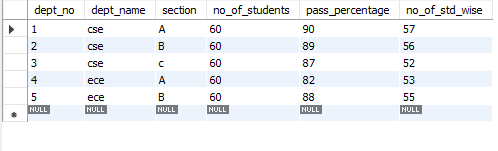 dept_no dept_name section no_of_students pass_percentage no_of_std_wise
1 cse A 60 90 57
2 cse B 60 89 56
3 cse c 60 87 52
4 ece A 60 82 53
5 ece B 60 88 55
NULL NULL NULL NULL NULL NULL